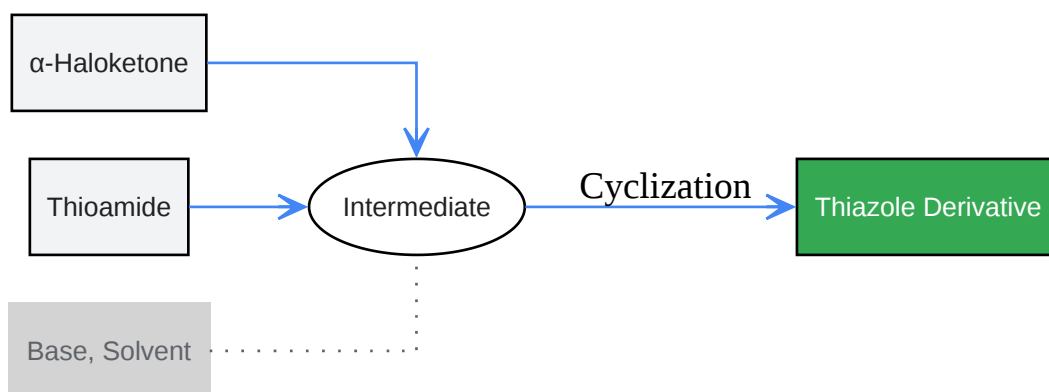 α-Haloketone
Thioamide
Intermediate
Cyclization
Thiazole Derivative
Base, Solvent